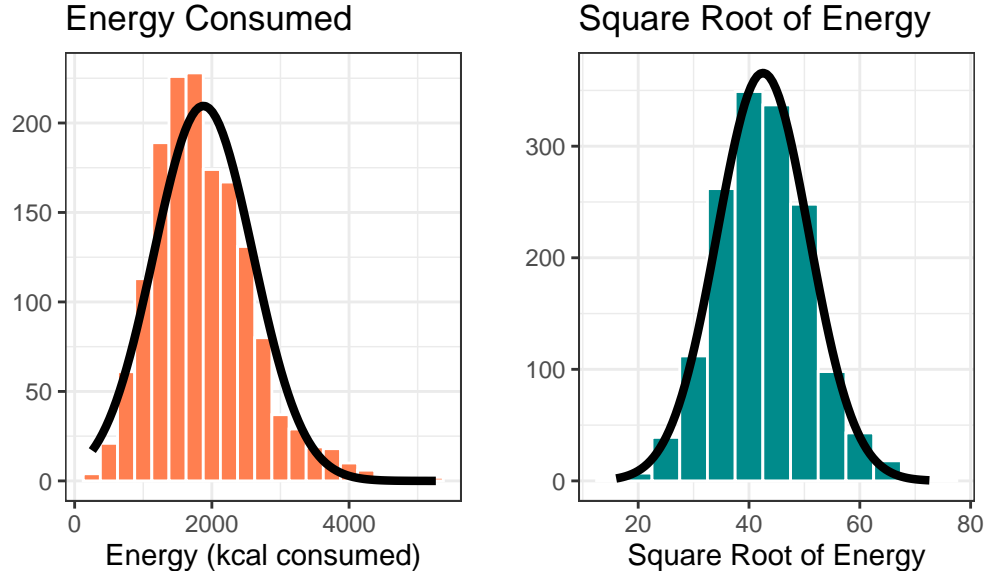 Energy Consumed
200
150
100
50
0
0 2000 4000
Energy (kcal consumed)
Square Root of Energy
300
200
100
0
20 40 60 80
Square Root of Energy